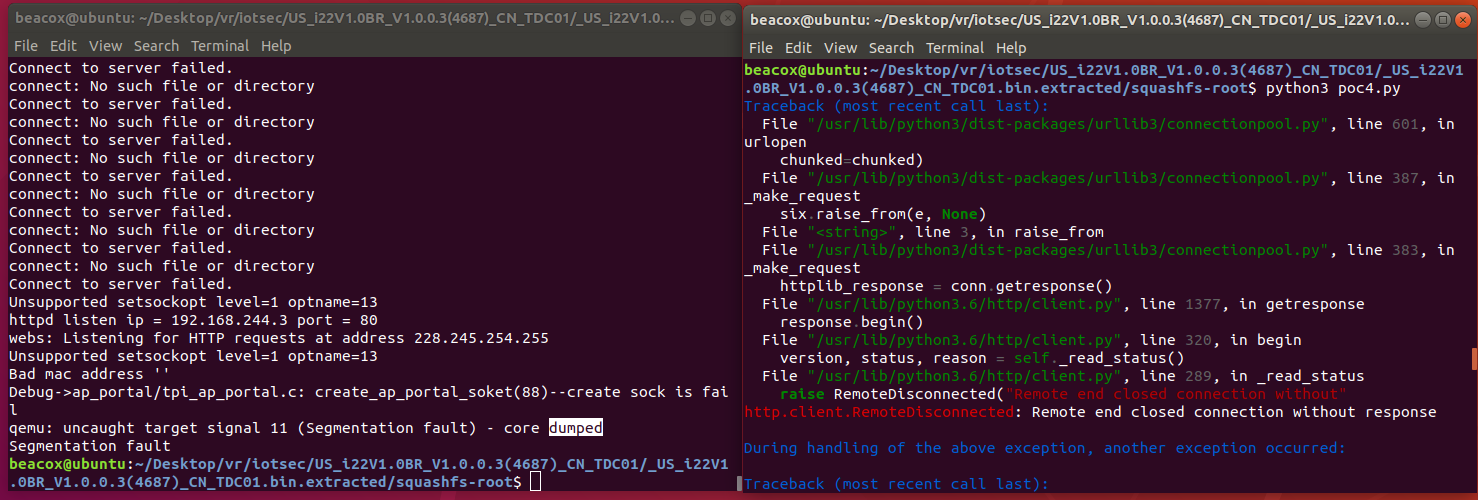 beacox@ubuntu: ~/Desktop/vr/iotsec/US_i22V1.0BR_V1.0.0.3(4687)_CN_TDC01/_US_i22V1.0...
File Edit View Search Terminal Help
Connect to server failed.
connect: No such file or directory
Connect to server failed.
connect: No such file or directory
Connect to server failed.
connect: No such file or directory
Connect to server failed.
connect: No such file or directory
Connect to server failed.
connect: No such file or directory
Connect to server failed.
connect: No such file or directory
Connect to server failed.
Unsupported setsockopt level=1 optname=13
httpd listen ip = 192.168.244.3 port = 80
webs: Listening for HTTP requests at address 228.245.254.255
Unsupported setsockopt level=1 optname=13
Bad mac address ''
Debug->ap_portal/tpi_ap_portal.c: create_ap_portal_soket(88)--create sock is fai
l
qemu: uncaught target signal 11 (Segmentation fault) - core dumped
Segmentation fault
beacox@ubuntu:~/Desktop/vr/iotsec/US_i22V1.0BR_V1.0.0.3(4687)_CN_TDC01/_US_i22V1
.0BR_V1.0.0.3(4687)_CN_TDC01.bin.extracted/squashfs-root$
beacox@ubuntu: ~/Desktop/vr/iotsec/US_i22V1.0BR_V1.0.0.3(4687)_CN_TDC01/_US_i22V1.0...
File Edit View Search Terminal Help
beacox@ubuntu:~/Desktop/vr/iotsec/US_i22V1.0BR_V1.0.0.3(4687)_CN_TDC01/_US_i22V1
.0BR_V1.0.0.3(4687)_CN_TDC01.bin.extracted/squashfs-root$ python3 poc4.py
Traceback (most recent call last):
  File "/usr/lib/python3/dist-packages/urllib3/connectionpool.py", line 601, in
urlopen
    chunked=chunked)
  File "/usr/lib/python3/dist-packages/urllib3/connectionpool.py", line 387, in
_make_request
    six.raise_from(e, None)
  File "<string>", line 3, in raise_from
  File "/usr/lib/python3/dist-packages/urllib3/connectionpool.py", line 383, in
_make_request
    httplib_response = conn.getresponse()
  File "/usr/lib/python3.6/http/client.py", line 1377, in getresponse
    response.begin()
  File "/usr/lib/python3.6/http/client.py", line 320, in begin
    version, status, reason = self._read_status()
  File "/usr/lib/python3.6/http/client.py", line 289, in _read_status
    raise RemoteDisconnected("Remote end closed connection without"
http.client.RemoteDisconnected: Remote end closed connection without response

During handling of the above exception, another exception occurred:

Traceback (most recent call last):